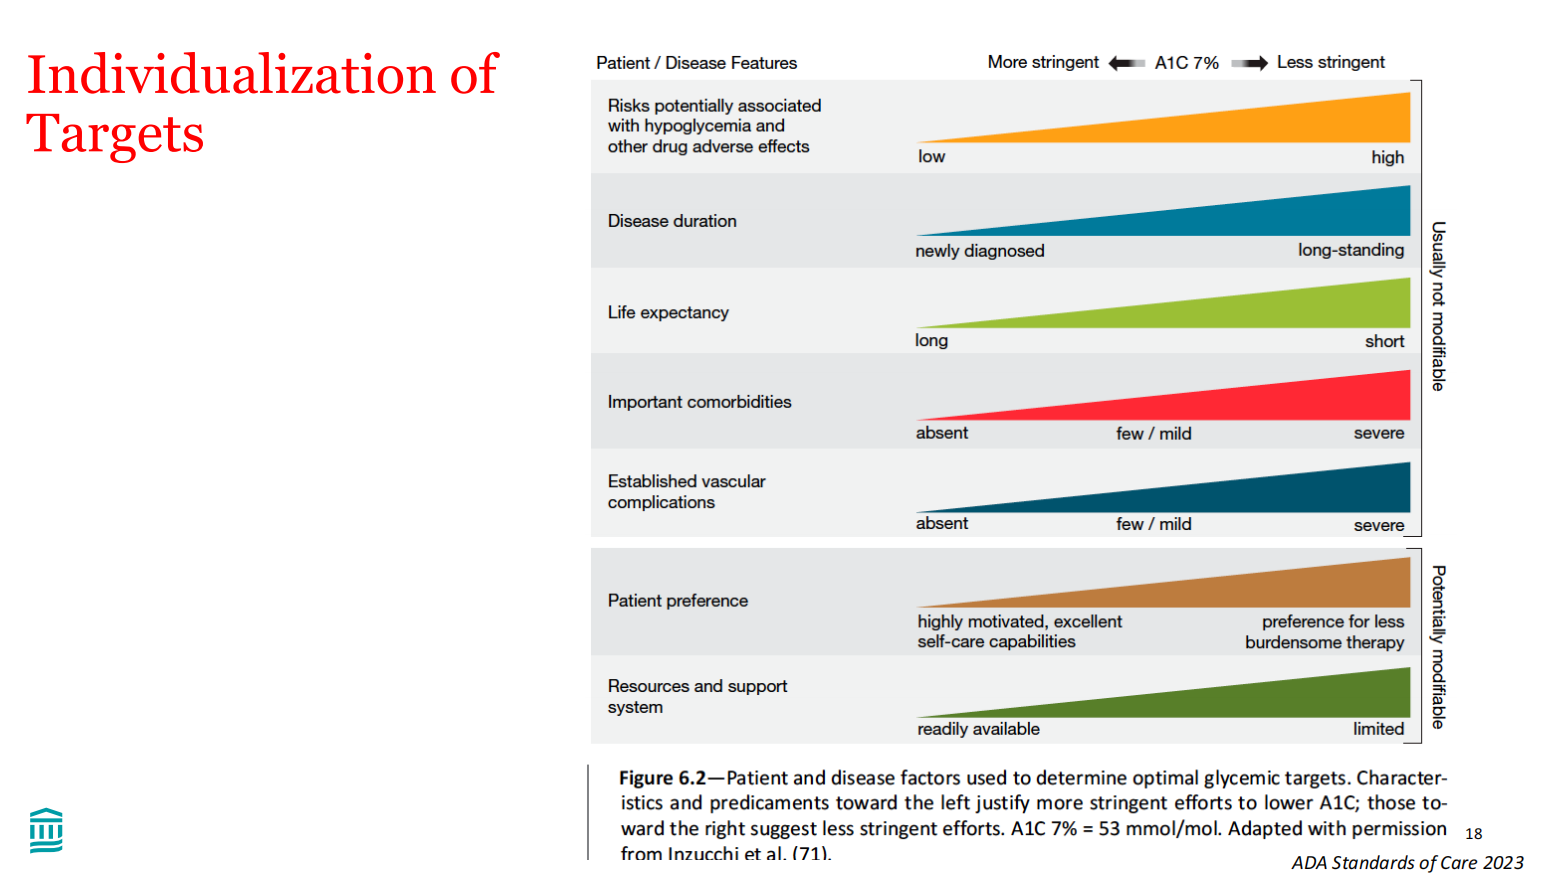 Individualization of
Targets
Patient / Disease Features
More stringent A1C 7% Less stringent
Risks potentially associated
with hypoglycemia and
other drug adverse effects
low high
Disease duration
newly diagnosed long-standing
Life expectancy
long short
Important comorbidities
absent few / mild severe
Established vascular
complications
absent few / mild severe
Usually not modifiable
Patient preference
highly motivated, excellent
self-care capabilities
preference for less
burdensome therapy
Resources and support
system
readily available limited
Potentially modifiable
Figure 6.2—Patient and disease factors used to determine optimal glycemic targets. Character-
istics and predicaments toward the left justify more stringent efforts to lower A1C; those to-
ward the right suggest less stringent efforts. A1C 7% = 53 mmol/mol. Adapted with permission
from Inzucchi et al. (71).
18
ADA Standards of Care 2023